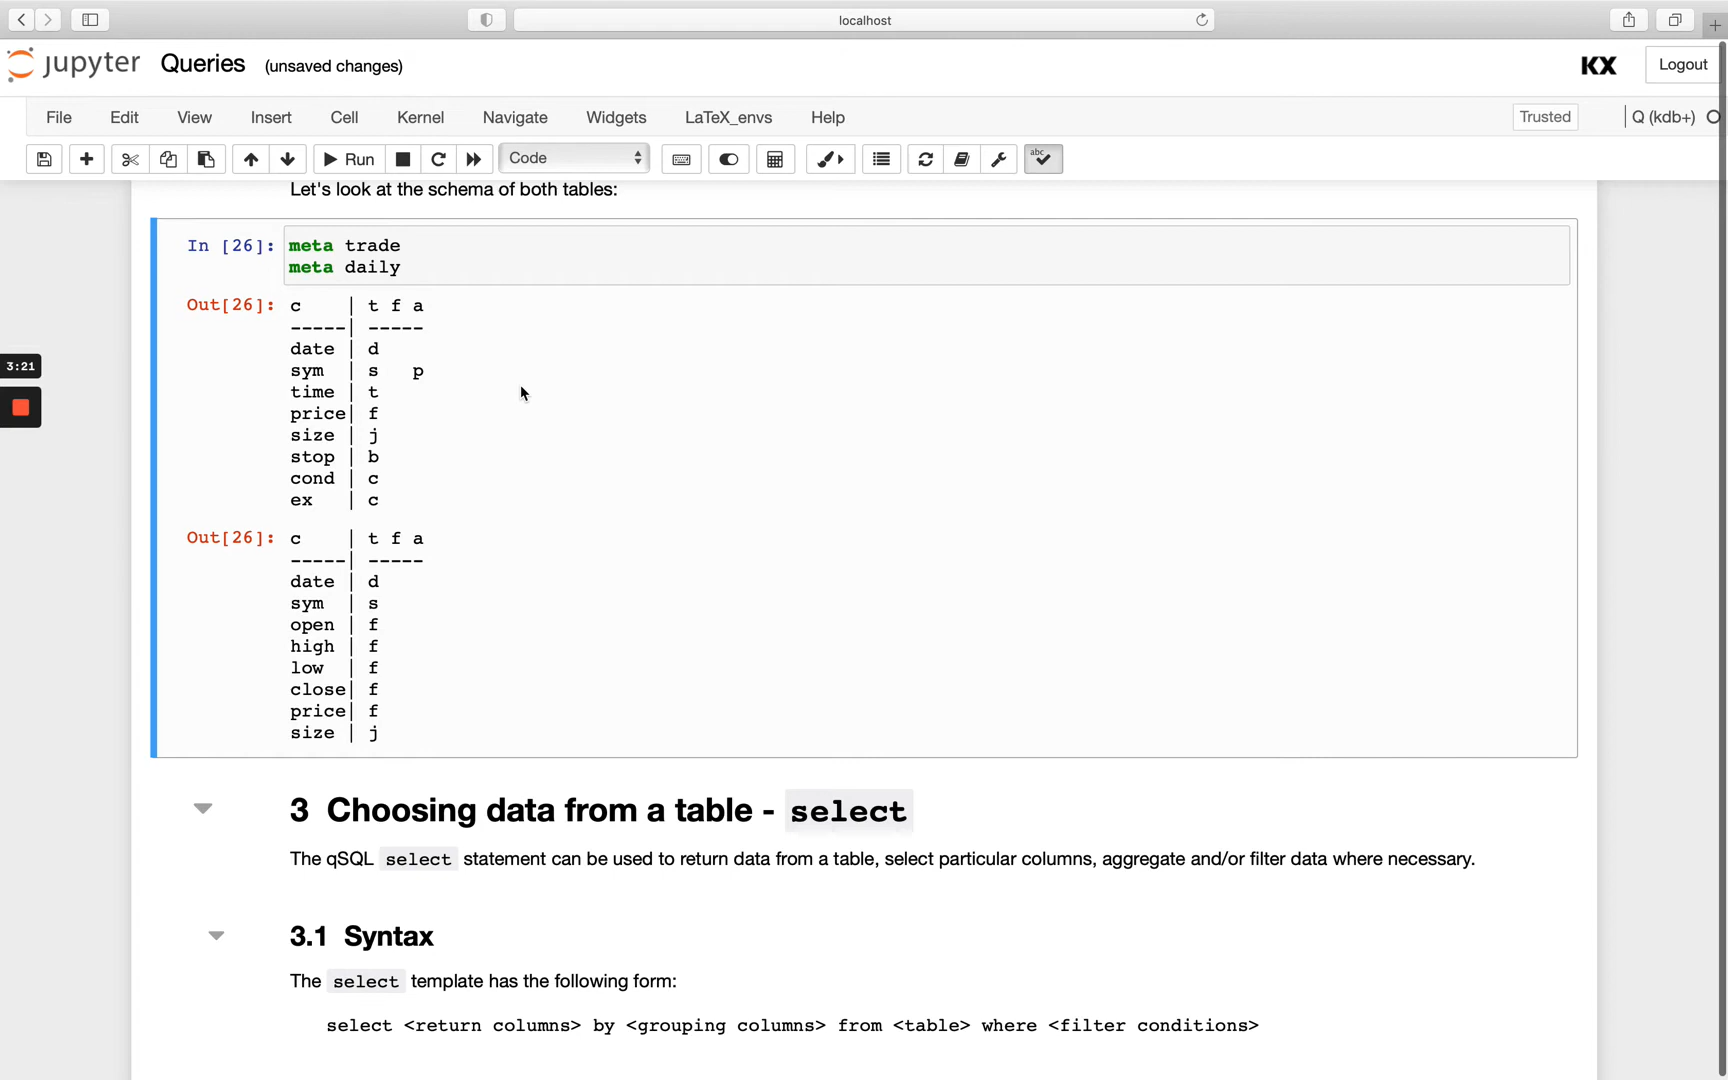 localhost
jupyter Queries (unsaved changes) KX Logout
File Edit View Insert Cell Kernel Navigate Widgets LaTeX_envs Help Trusted | Q (kdb+)
Run Code abc
Let's look at the schema of both tables:
In [26]: meta trade
meta daily
Out[26]: c | t f a
-----| -----
date | d
sym | s p
time | t
price| f
size | j
stop | b
cond | c
ex | c
Out[26]: c | t f a
-----| -----
date | d
sym | s
open | f
high | f
low | f
close| f
price| f
size | j
3:21
3 Choosing data from a table - select
The qSQL select statement can be used to return data from a table, select particular columns, aggregate and/or filter data where necessary.
3.1 Syntax
The select template has the following form:
select <return columns> by <grouping columns> from <table> where <filter conditions>